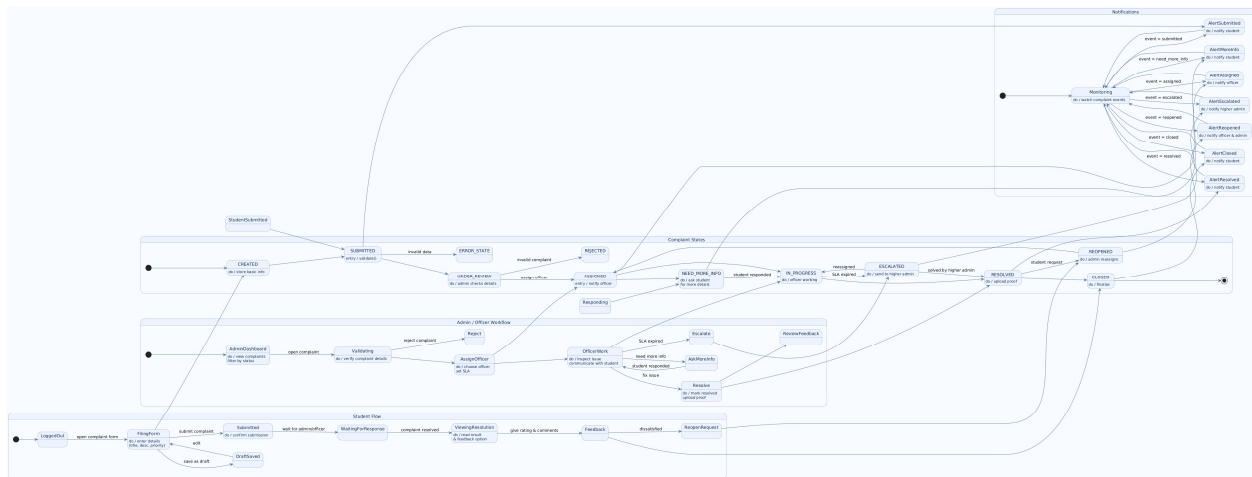 Notifications
AlertSubmitted
do / notify student
event = submitted
AlertMoreInfo
do / notify student
event = need_more_info
AlertAssigned
do / notify officer
event = assigned
Monitoring
do / watch complaint events
event = escalated
AlertEscalated
do / notify higher admin
event = reopened
AlertReopened
do / notify officer & admin
event = closed
AlertClosed
do / notify student
event = resolved
AlertResolved
do / notify student
StudentSubmitted
Complaint States
SUBMITTED
entry / validate()
invalid data
ERROR_STATE
REJECTED
invalid complaint
CREATED
do / store basic info
UNDER_REVIEW
do / admin checks details
assign officer
ASSIGNED
entry / notify officer
NEED_MORE_INFO
do / ask student
for more details
student responded
IN_PROGRESS
do / officer working
reassigned
SLA expired
ESCALATED
do / send to higher admin
solved by higher admin
RESOLVED
do / upload proof
student request
REOPENED
do / admin reassigns
CLOSED
do / finalize
Responding
Admin / Officer Workflow
AdminDashboard
do / view complaints
filter by status
open complaint
Validating
do / verify complaint details
reject complaint
Reject
AssignOfficer
do / choose officer
set SLA
OfficerWork
do / inspect issue
communicate with student
SLA expired
Escalate
need more info
student responded
AskMoreInfo
fix issue
Resolve
do / mark resolved
upload proof
ReviewFeedback
Student Flow
LoggedOut
open complaint form
FilingForm
do / enter details
(title, desc, priority)
submit complaint
Submitted
do / confirm submission
edit
save as draft
DraftSaved
wait for admin/officer
WaitingForResponse
complaint resolved
ViewingResolution
do / read result
& feedback option
give rating & comments
Feedback
dissatisfied
ReopenRequest